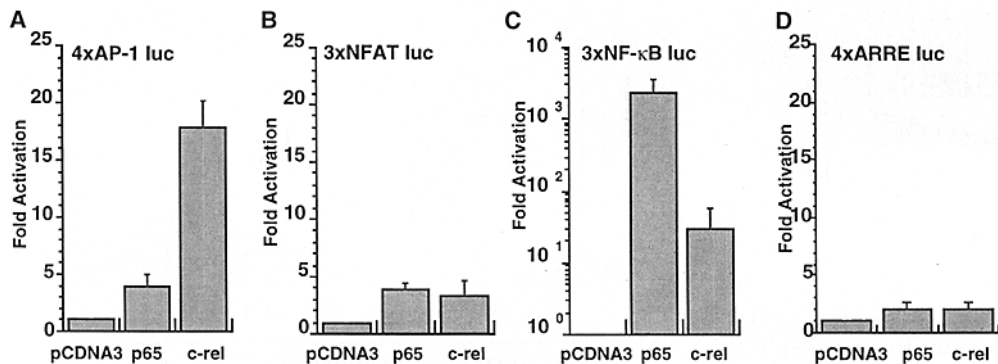 A
4xAP-1 luc
Fold Activation
25
20
15
10
5
0
pCDNA3 p65 c-rel
B
3xNFAT luc
Fold Activation
25
20
15
10
5
0
pCDNA3 p65 c-rel
C
3xNF-κB luc
Fold Activation
10 4
10 3
10 2
10 1
10 0
pCDNA3 p65 c-rel
D
4xARRE luc
Fold Activation
25
20
15
10
5
0
pCDNA3 p65 c-rel